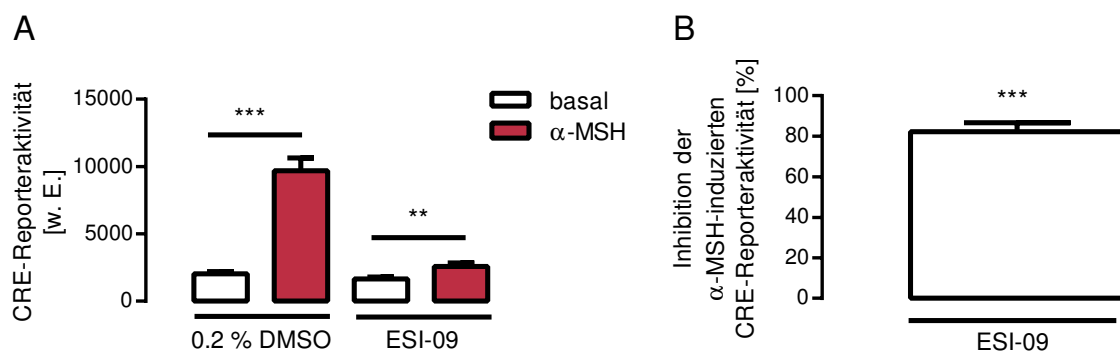 A
CRE-Reporteraktivität
[w. E.]
15000
10000
5000
0
***
**
basal
α-MSH
0.2 % DMSO
ESI-09
B
Inhibition der
α-MSH-induzierten
CRE-Reporteraktivität [%]
100
80
60
40
20
0
***
ESI-09